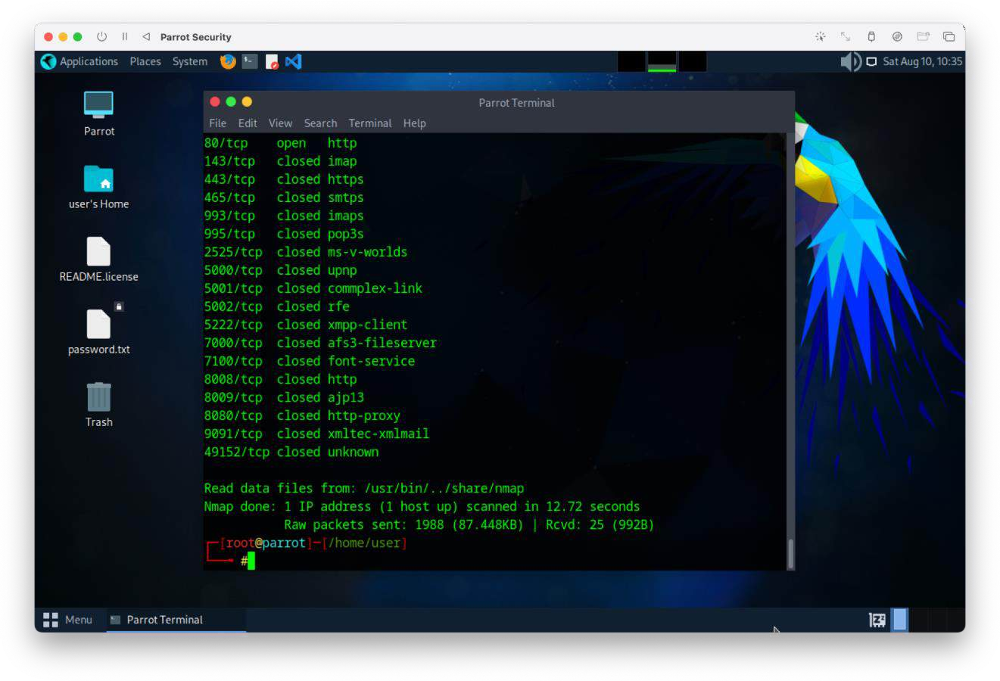 Parrot Security
Applications Places System
Sat Aug 10, 10:35
Parrot
user's Home
README.license
password.txt
Trash
Parrot Terminal
File Edit View Search Terminal Help
80/tcp open http
143/tcp closed imap
443/tcp closed https
465/tcp closed smtps
993/tcp closed imaps
995/tcp closed pop3s
2525/tcp closed ms-v-worlds
5000/tcp closed upnp
5001/tcp closed commplex-link
5002/tcp closed rfe
5222/tcp closed xmpp-client
7000/tcp closed afs3-fileserver
7100/tcp closed font-service
8008/tcp closed http
8009/tcp closed ajp13
8080/tcp closed http-proxy
9091/tcp closed xmltec-xmlmail
49152/tcp closed unknown
Read data files from: /usr/bin/../share/nmap
Nmap done: 1 IP address (1 host up) scanned in 12.72 seconds
Raw packets sent: 1988 (87.448KB) | Rcvd: 25 (992B)
┌─[root@parrot]─[/home/user]
└──╼ #
Menu Parrot Terminal